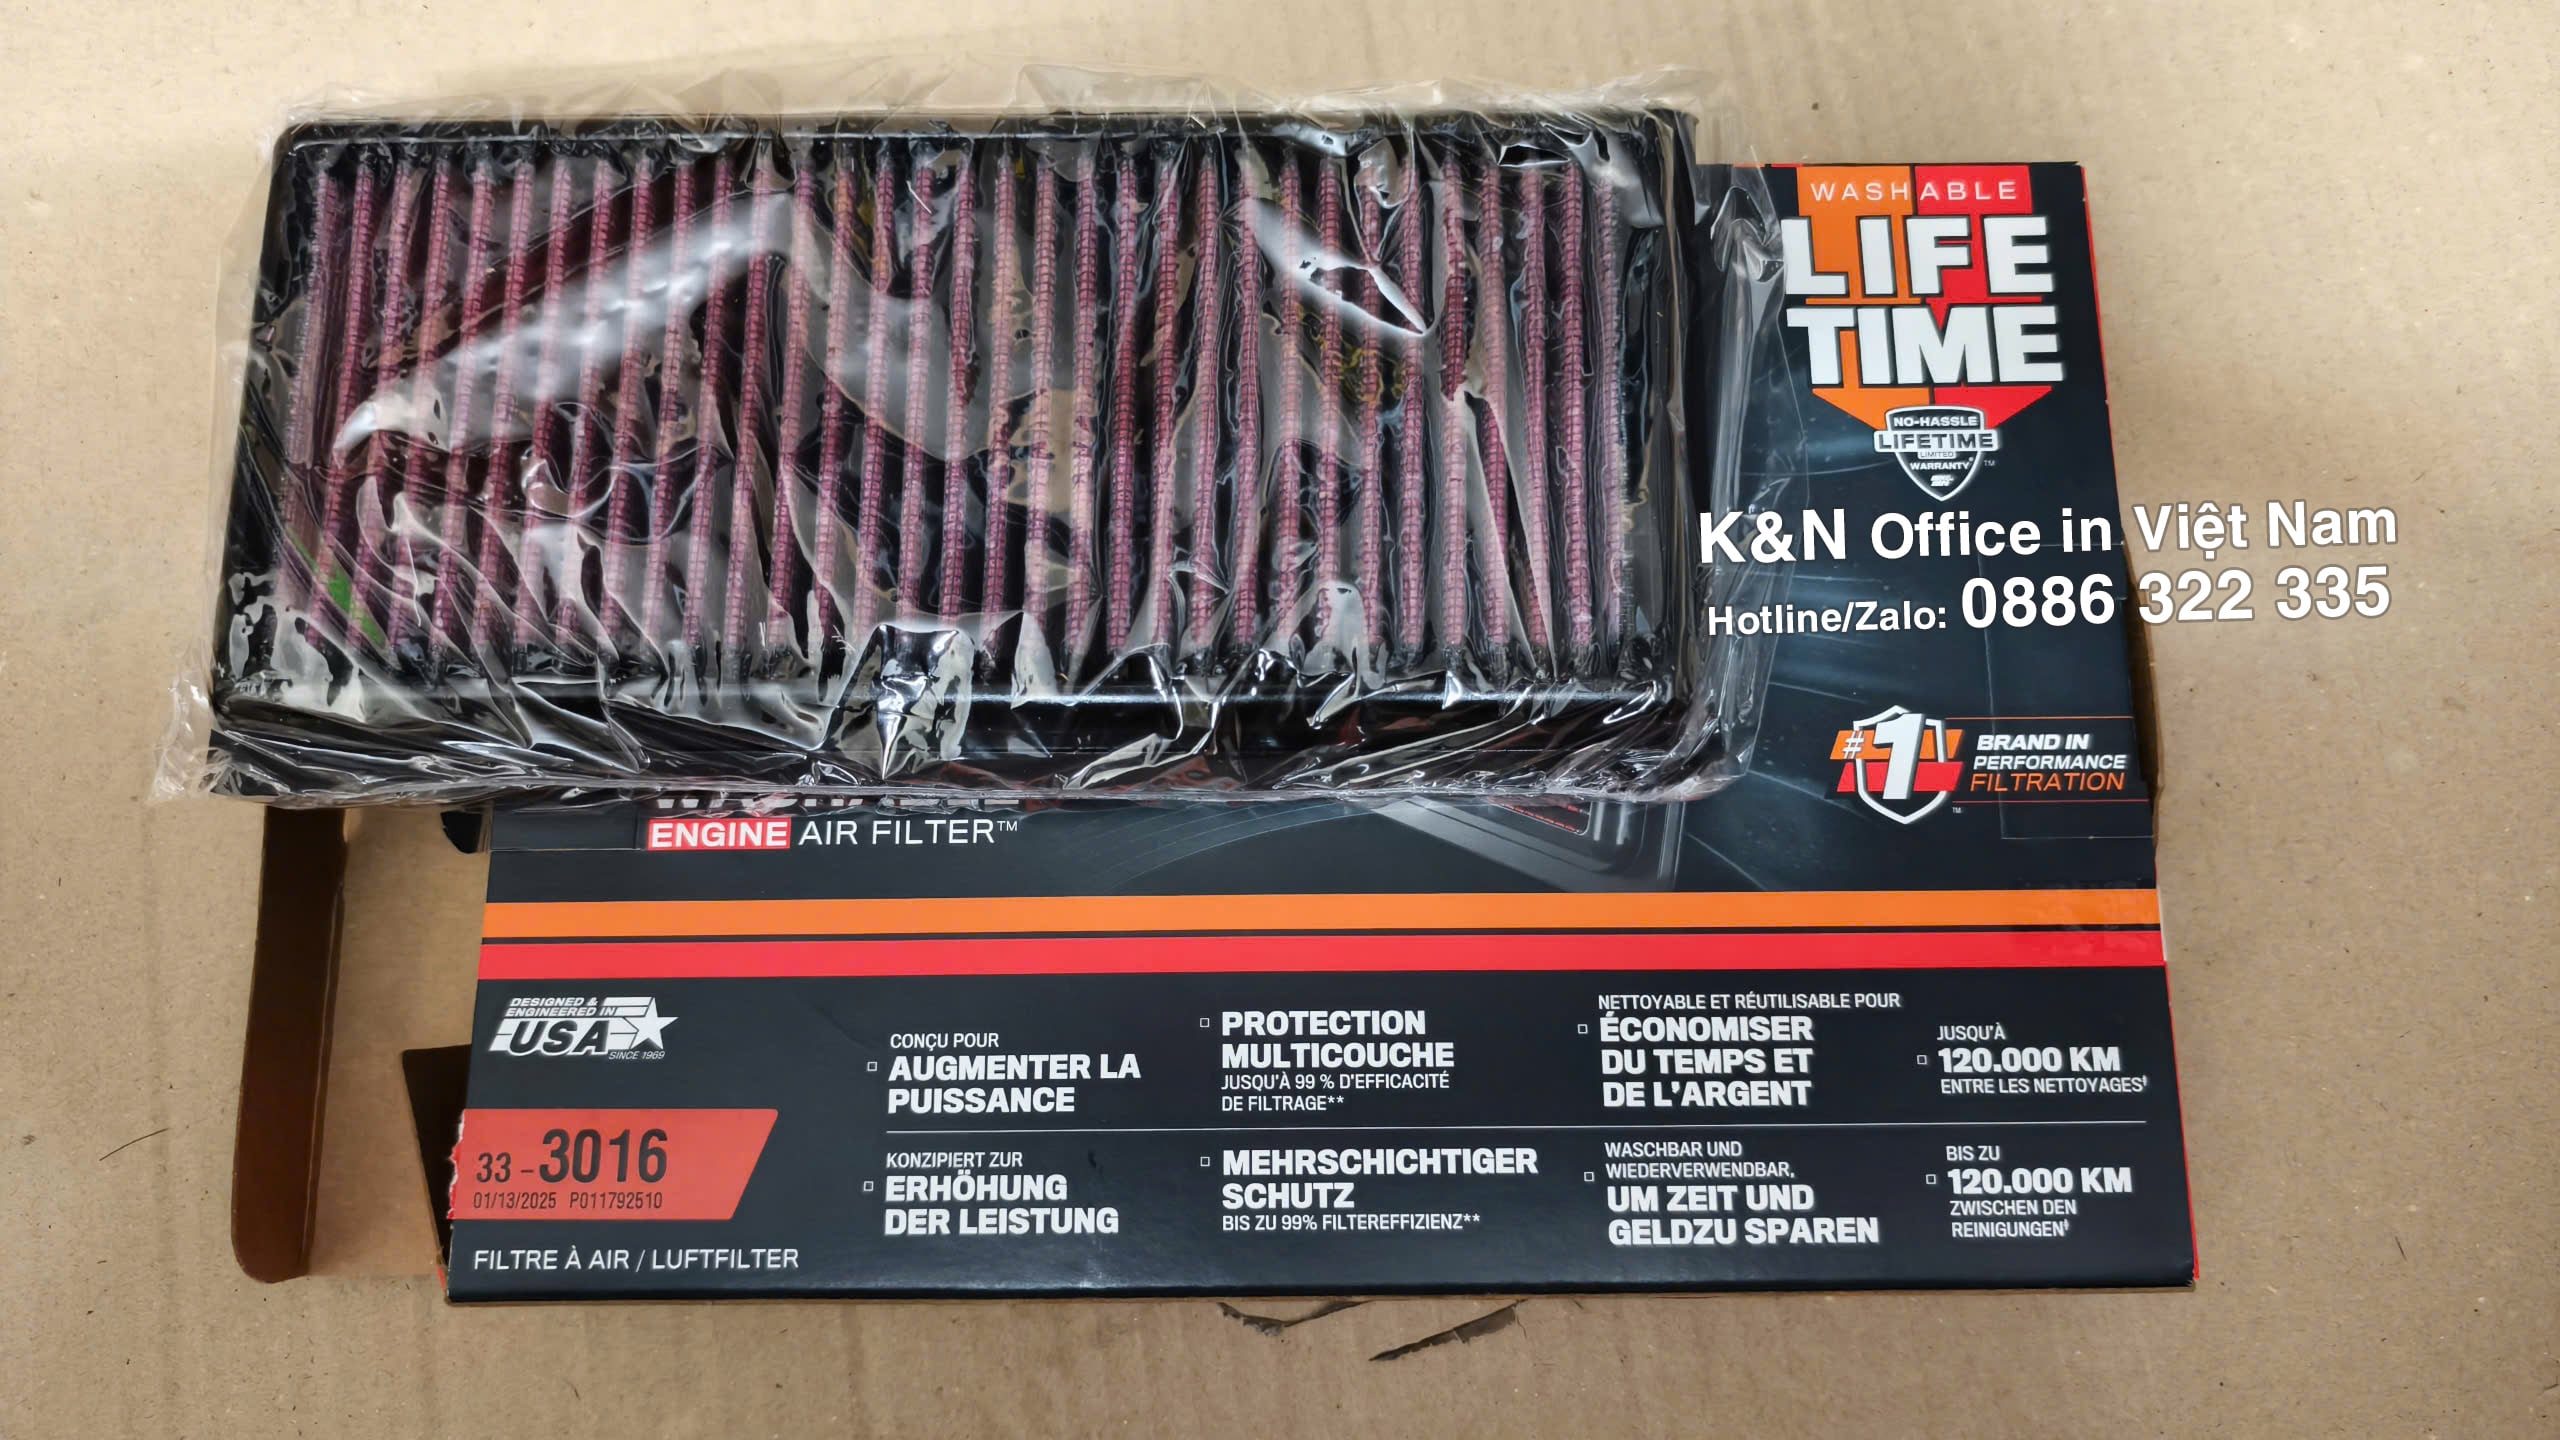 WASHABLE
LIFE
TIME
NO-HASSLE
LIFETIME
LIMITED
WARRANTY
TM
K&N Office in Việt Nam
Hotline/Zalo: 0886 322 335
#1
BRAND IN
PERFORMANCE
FILTRATION
TM
ENGINE AIR FILTER™
DESIGNED &
ENGINEERED IN
USA
SINCE 1969
CONÇU POUR
AUGMENTER LA
PUISSANCE
PROTECTION
MULTICOUCHE
JUSQU'À 99 % D'EFFICACITÉ
DE FILTRAGE**
NETTOYABLE ET RÉUTILISABLE POUR
ÉCONOMISER
DU TEMPS ET
DE L'ARGENT
JUSQU'À
120.000 KM
ENTRE LES NETTOYAGES‡
33-3016
01/13/2025 P011792510
FILTRE À AIR / LUFTFILTER
KONZIPIERT ZUR
ERHÖHUNG
DER LEISTUNG
MEHRSCHICHTIGER
SCHUTZ
BIS ZU 99% FILTEREFFIZIENZ**
WASCHBAR UND
WIEDERVERWENDBAR,
UM ZEIT UND
GELDZU SPAREN
BIS ZU
120.000 KM
ZWISCHEN DEN
REINIGUNGEN‡